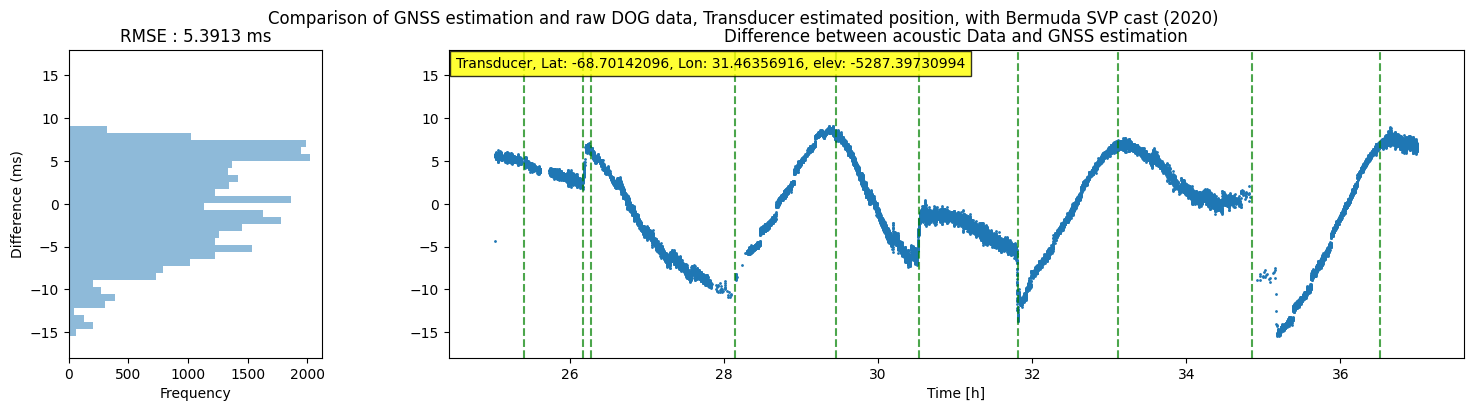 Comparison of GNSS estimation and raw DOG data, Transducer estimated position, with Bermuda SVP cast (2020)
RMSE : 5.3913 ms
Difference between acoustic Data and GNSS estimation
Transducer, Lat: -68.70142096, Lon: 31.46356916, elev: -5287.39730994
Difference (ms)
15
10
5
0
−5
−10
−15
0 500 1000 1500 2000
Frequency
15
10
5
0
−5
−10
−15
26 28 30 32 34 36
Time [h]